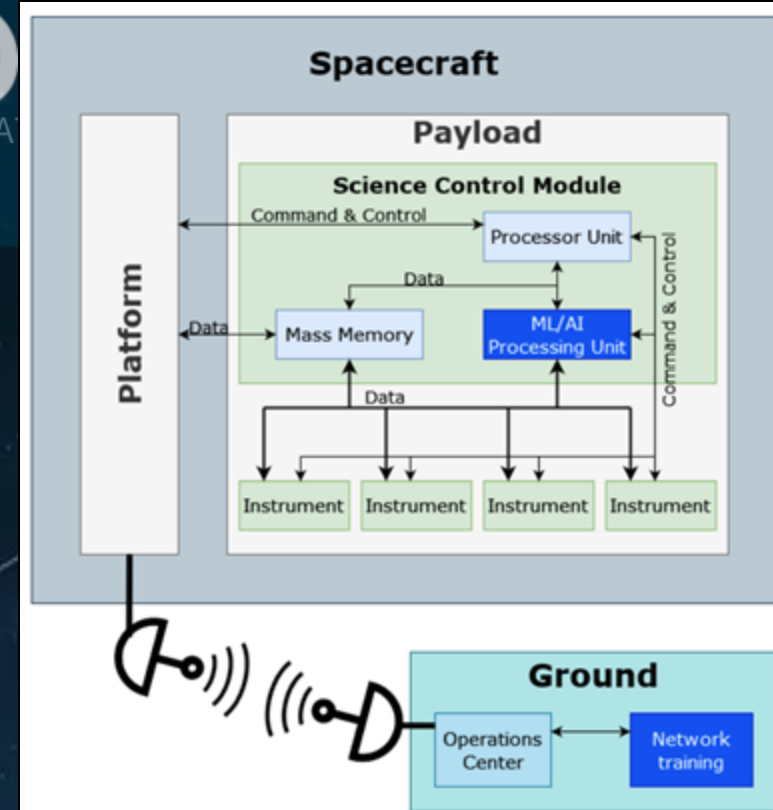 Spacecraft
Payload
Science Control Module
Command & Control
Processor Unit
Command & Control
Data
Platform
Data
Mass Memory
ML/AI
Processing Unit
Data
Instrument
Instrument
Instrument
Instrument
Ground
Operations
Center
Network
training